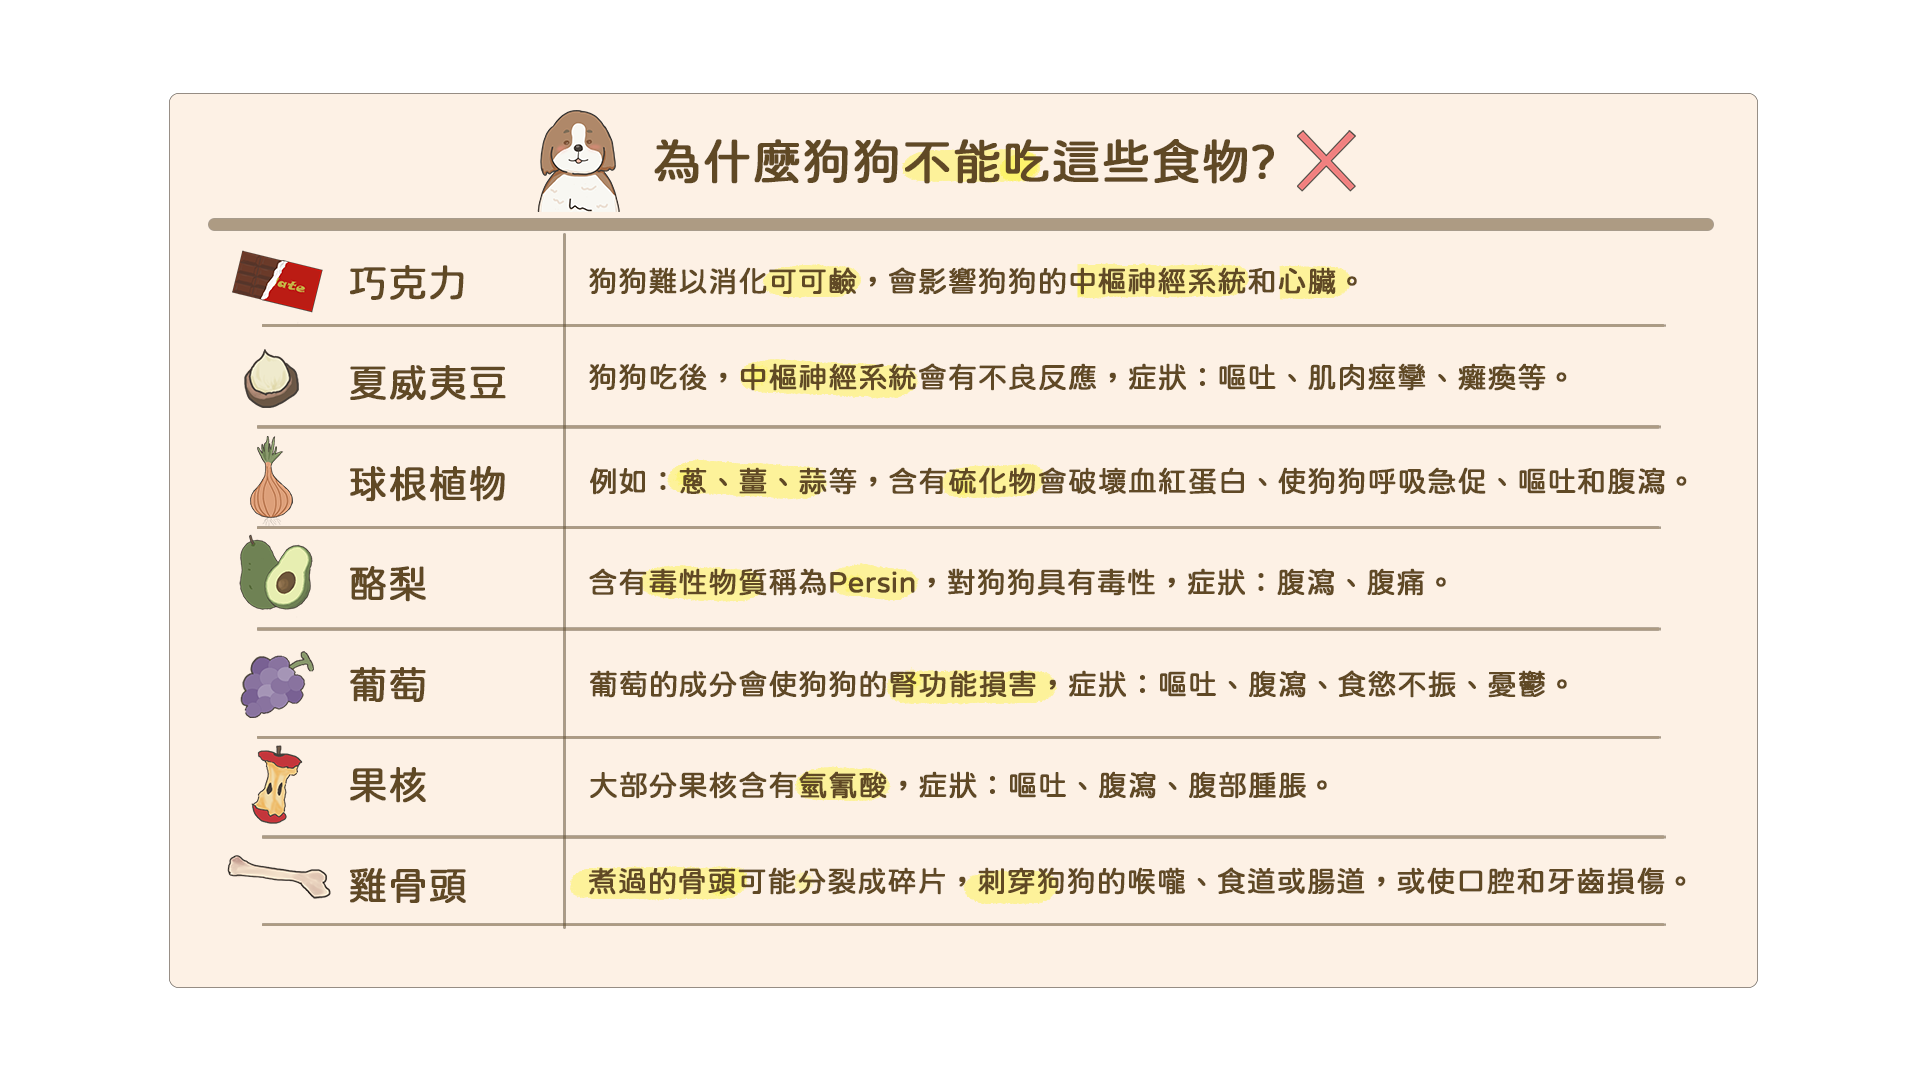 為什麼狗狗不能吃這些食物?
ate
巧克力
狗狗難以消化可可鹼，會影響狗狗的中樞神經系統和心臟。
夏威夷豆
狗狗吃後，中樞神經系統會有不良反應，症狀：嘔吐、肌肉痙攣、癱瘓等。
球根植物
例如：蔥、薑、蒜等，含有硫化物會破壞血紅蛋白、使狗狗呼吸急促、嘔吐和腹瀉。
酪梨
含有毒性物質稱為Persin，對狗狗具有毒性，症狀：腹瀉、腹痛。
葡萄
葡萄的成分會使狗狗的腎功能損害，症狀：嘔吐、腹瀉、食慾不振、憂鬱。
果核
大部分果核含有氫氰酸，症狀：嘔吐、腹瀉、腹部腫脹。
雞骨頭
煮過的骨頭可能分裂成碎片，刺穿狗狗的喉嚨、食道或腸道，或使口腔和牙齒損傷。